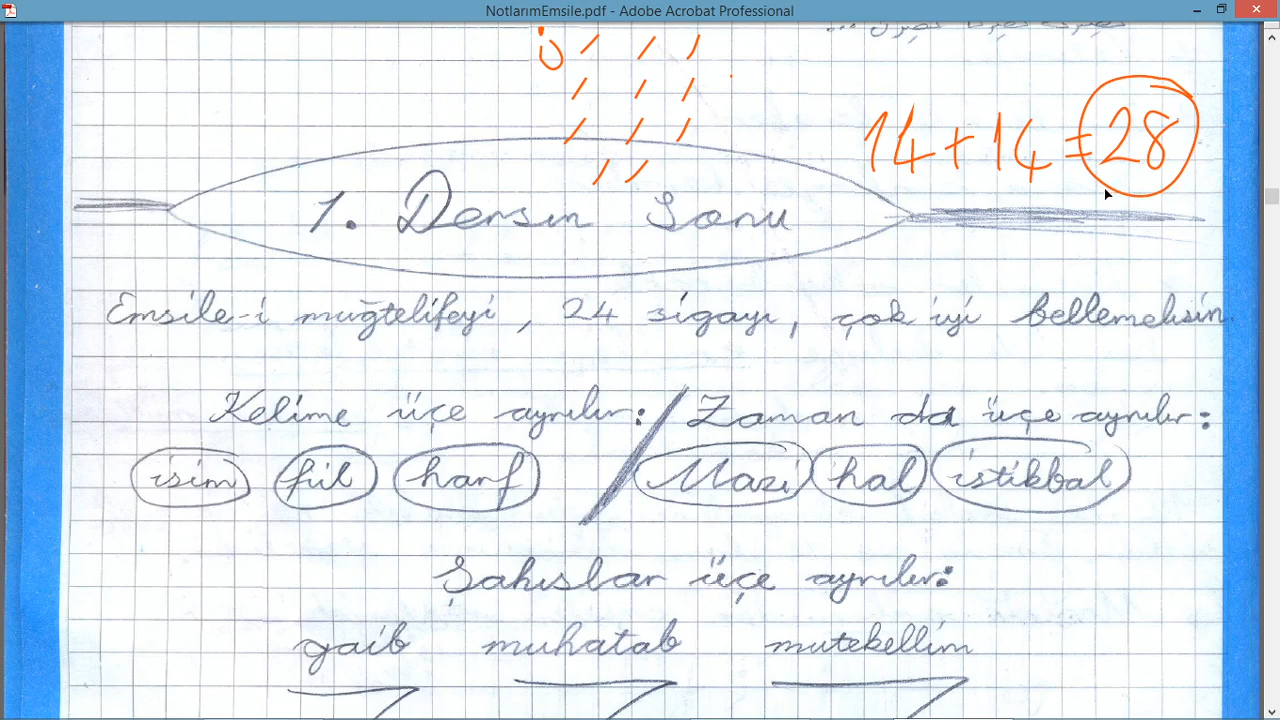 NotlarımEmsile.pdf - Adobe Acrobat Professional
14+14=28
1 Dersin Sonu
Emsile-i muğtelifeyi, 24 sigayı, çok iyi bellemelisin.
Kelime üçe ayrılır: / Zaman da üçe ayrılır:
isim fiil harf / Mazi hal istikbal
Şahıslar üçe ayrılır:
gaib muhatab mutekellim